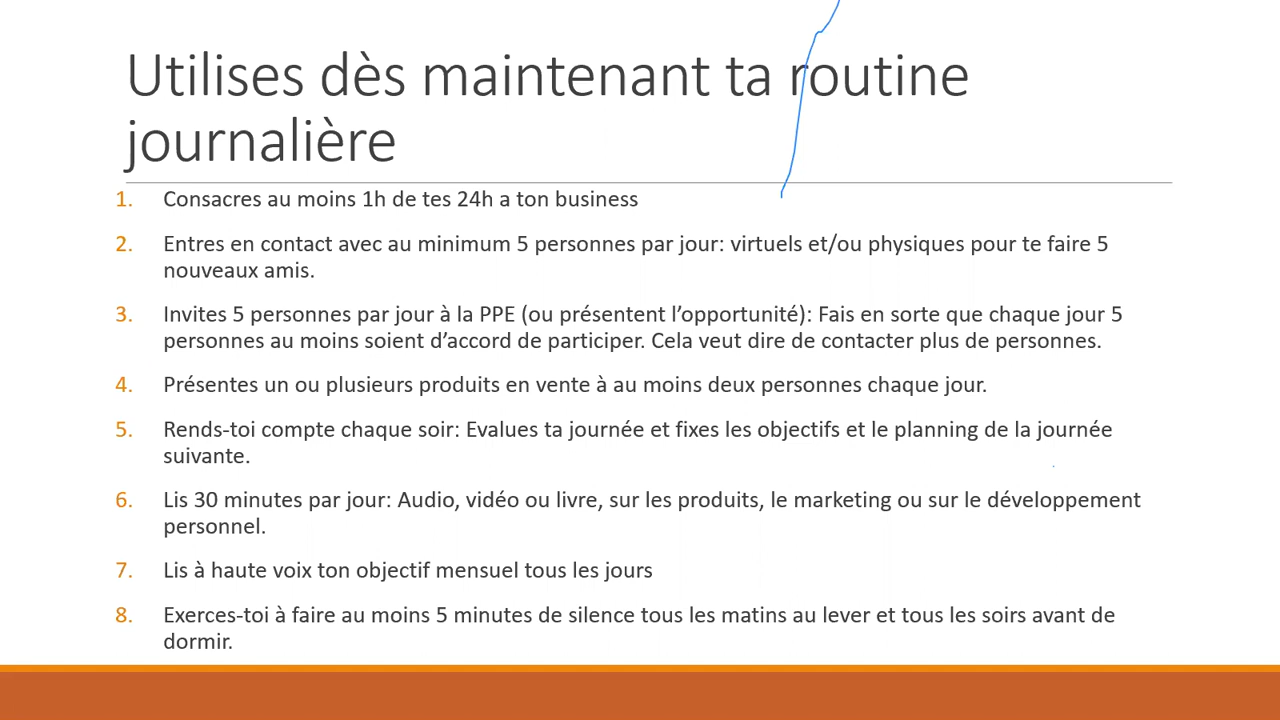 Utilises dès maintenant ta routine
journalière
1. Consacres au moins 1h de tes 24h a ton business
2. Entres en contact avec au minimum 5 personnes par jour: virtuels et/ou physiques pour te faire 5
nouveaux amis.
3. Invites 5 personnes par jour à la PPE (ou présentent l’opportunité): Fais en sorte que chaque jour 5
personnes au moins soient d’accord de participer. Cela veut dire de contacter plus de personnes.
4. Présentes un ou plusieurs produits en vente à au moins deux personnes chaque jour.
5. Rends-toi compte chaque soir: Evalues ta journée et fixes les objectifs et le planning de la journée
suivante.
6. Lis 30 minutes par jour: Audio, vidéo ou livre, sur les produits, le marketing ou sur le développement
personnel.
7. Lis à haute voix ton objectif mensuel tous les jours
8. Exerces-toi à faire au moins 5 minutes de silence tous les matins au lever et tous les soirs avant de
dormir.